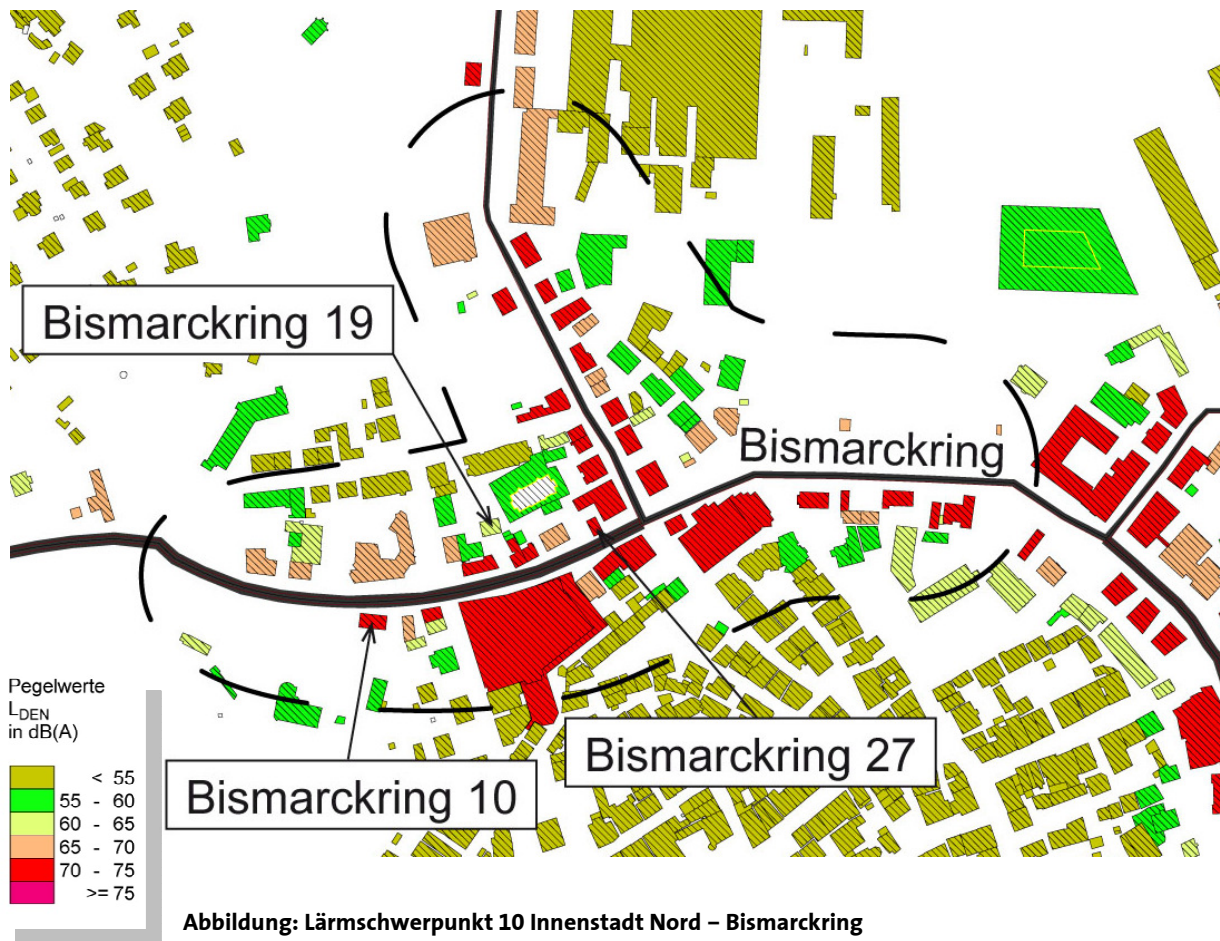 Bismarckring 19
Bismarckring
Bismarckring 27
Bismarckring 10
Pegelwerte
LDEN
in dB(A)
< 55
55 - 60
60 - 65
65 - 70
70 - 75
>= 75
Abbildung: Lärmschwerpunkt 10 Innenstadt Nord – Bismarckring